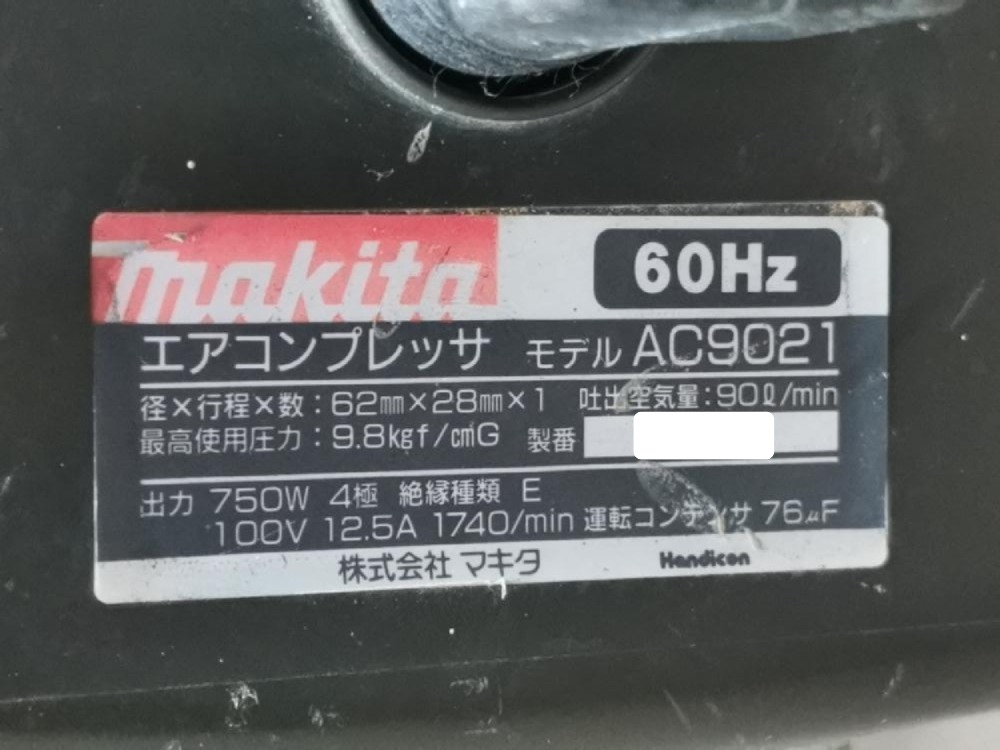 makita 60Hz
エアコンプレッサ モデル AC9021
径×行程×数:62㎜×28㎜×1 吐出空気量:90ℓ/min
最高使用圧力:9.8kgf/c㎡G 製番
出力 750W 4極 絶縁種類 E
100V 12.5A 1740/min 運転コンデンサ 76μF
株式会社 マキタ Handicon